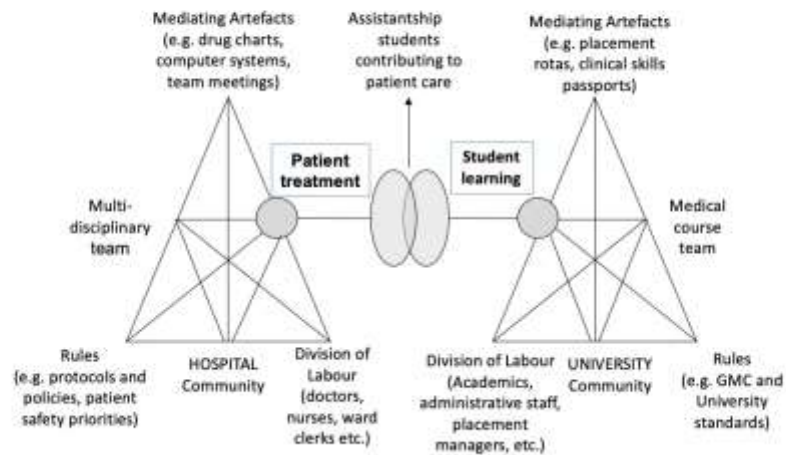 Mediating Artefacts
(e.g. drug charts,
computer systems,
team meetings)
Assistantship
students
contributing to
patient care
Mediating Artefacts
(e.g. placement
rotas, clinical skills
passports)
Patient
treatment
Student
learning
Multi-
disciplinary
team
Medical
course
team
Rules
(e.g. protocols and
policies, patient
safety priorities)
HOSPITAL
Community
Division of
Labour
(doctors,
nurses, ward
clerks etc.)
Division of Labour
(Academics,
administrative staff,
placement
managers, etc.)
UNIVERSITY
Community
Rules
(e.g. GMC and
University
standards)